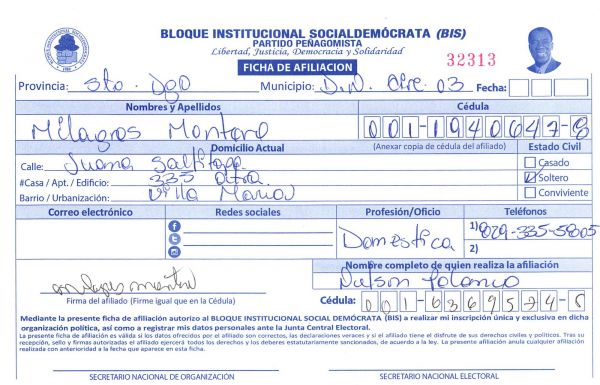 BLOQUE INSTITUCIONAL SOCIALDEMÓCRATA (BIS)
PARTIDO PEÑAGOMISTA
Libertad, Justicia, Democracia y Solidaridad
32313
FICHA DE AFILIACION
Provincia: Sto. Dgo Municipio: D.N. Circ. 03 Fecha:
Nombres y Apellidos Cédula
Milagros Montero 001-1940647-8
Domicilio Actual (Anexar copia de cédula del afiliado) Estado Civil
Calle: Juana Casado
#Casa / Apt. / Edificio: 335 Soltero
Barrio / Urbanización: Villa Maria Conviviente
Correo electrónico Redes sociales Profesión/Oficio Teléfonos
Domestica 1) 829-335-5805
2)
Nombre completo de quien realiza la afiliación
Nelson Polanco
Firma del afiliado (Firme igual que en la Cédula) Cédula: 001-6369574-5
Mediante la presente ficha de afiliación autorizo al BLOQUE INSTITUCIONAL SOCIAL DEMÓCRATA (BIS) a realizar mi inscripción única y exclusiva en dicha
organización política, así como a registrar mis datos personales ante la Junta Central Electoral.
La presente ficha de afiliación es válida si los datos ofrecidos por el afiliado son correctos, las declaraciones veraces y si el afiliado tiene el disfrute de sus derechos civiles y políticos. Tras su
recepción, sello y firmas autorizadas el afiliado ejercerá todos los derechos y los deberes estatutariamente sancionados, de acuerdo a la ley. La presente afiliación anula cualquier afiliación
realizada con anterioridad a la fecha que aparece en esta ficha.
SECRETARIO NACIONAL DE ORGANIZACIÓN SECRETARIO NACIONAL ELECTORAL